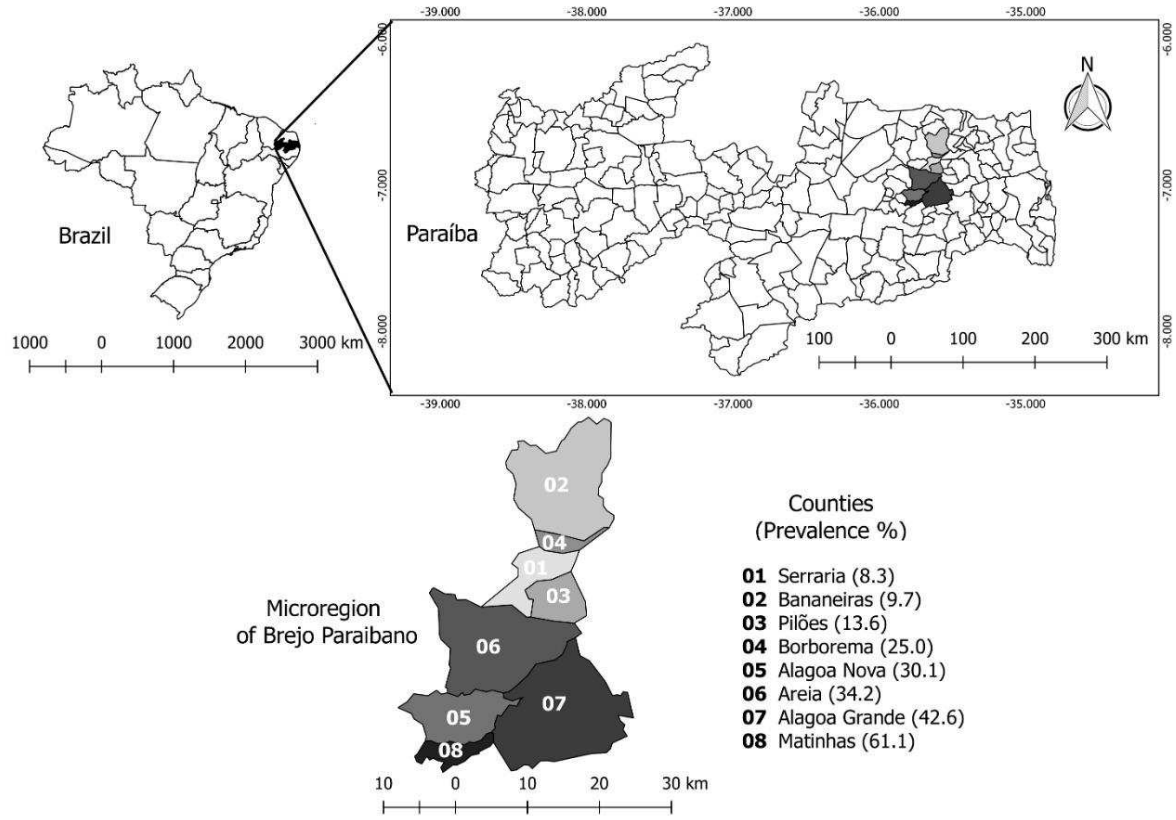 -39.000 -38.000 -37.000 -36.000 -35.000
-6.000 -6.000
N
-7.000 -7.000
Brazil
Paraíba
-8.000 -8.000
1000 0 1000 2000 3000 km
100 0 100 200 300 km
-39.000 -38.000 -37.000 -36.000 -35.000
02
04
01
03
06
07
05
08
Microregion
of Brejo Paraibano
10 0 10 20 30 km
Counties
(Prevalence %)
01 Serraria (8.3)
02 Bananeiras (9.7)
03 Pilões (13.6)
04 Borborema (25.0)
05 Alagoa Nova (30.1)
06 Areia (34.2)
07 Alagoa Grande (42.6)
08 Matinhas (61.1)